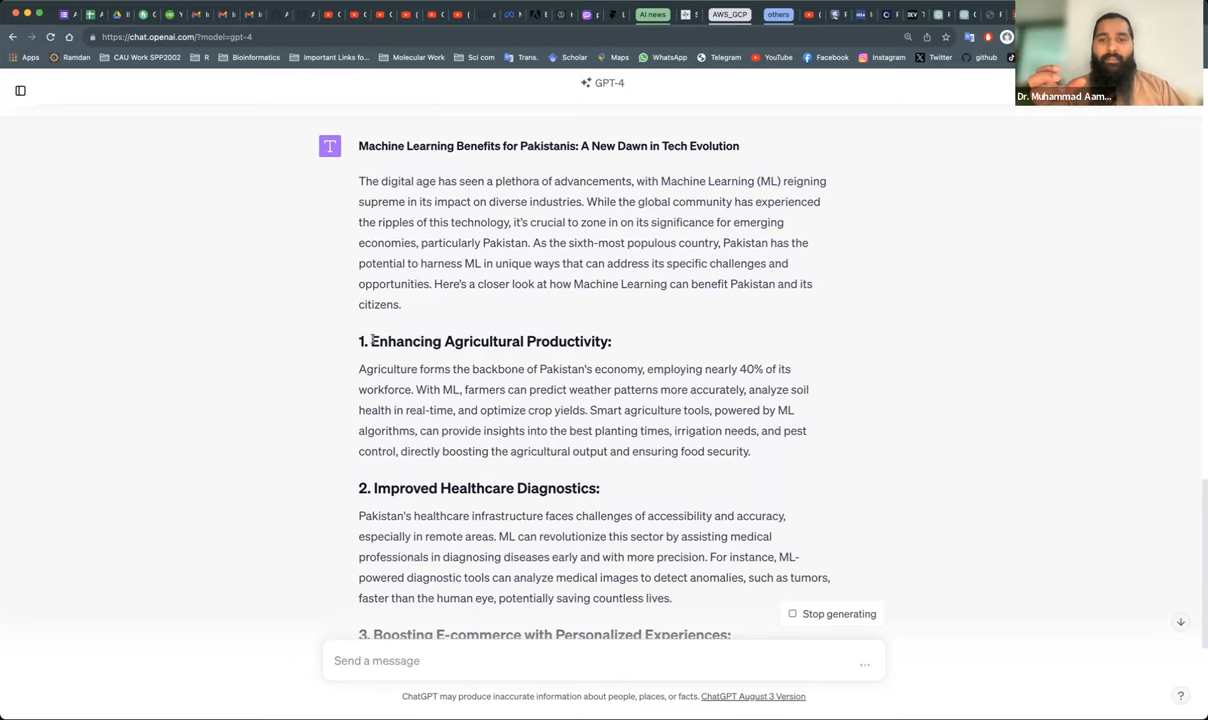 AI news
AWS_GCP
others
https://chat.openai.com/?model=gpt-4
Apps
Ramdan
CAU Work SPP2002
R
Bioinformatics
Important Links fo...
Molecular Work
Sci com
Trans.
Scholar
Maps
WhatsApp
Telegram
YouTube
Facebook
Instagram
Twitter
github
Dr. Muhammad Aam...
GPT-4
T
Machine Learning Benefits for Pakistanis: A New Dawn in Tech Evolution
The digital age has seen a plethora of advancements, with Machine Learning (ML) reigning
supreme in its impact on diverse industries. While the global community has experienced
the ripples of this technology, it's crucial to zone in on its significance for emerging
economies, particularly Pakistan. As the sixth-most populous country, Pakistan has the
potential to harness ML in unique ways that can address its specific challenges and
opportunities. Here's a closer look at how Machine Learning can benefit Pakistan and its
citizens.
1. Enhancing Agricultural Productivity:
Agriculture forms the backbone of Pakistan's economy, employing nearly 40% of its
workforce. With ML, farmers can predict weather patterns more accurately, analyze soil
health in real-time, and optimize crop yields. Smart agriculture tools, powered by ML
algorithms, can provide insights into the best planting times, irrigation needs, and pest
control, directly boosting the agricultural output and ensuring food security.
2. Improved Healthcare Diagnostics:
Pakistan's healthcare infrastructure faces challenges of accessibility and accuracy,
especially in remote areas. ML can revolutionize this sector by assisting medical
professionals in diagnosing diseases early and with more precision. For instance, ML-
powered diagnostic tools can analyze medical images to detect anomalies, such as tumors,
faster than the human eye, potentially saving countless lives.
Stop generating
3. Boosting E-commerce with Personalized Experiences:
Send a message
ChatGPT may produce inaccurate information about people, places, or facts. ChatGPT August 3 Version
?